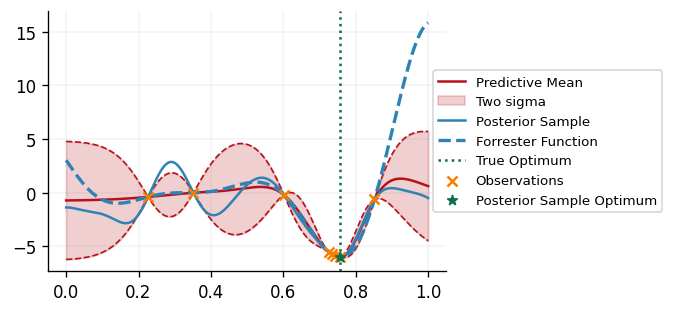 15
10
5
0
−5
0.0 0.2 0.4 0.6 0.8 1.0
Predictive Mean
Two sigma
Posterior Sample
Forrester Function
True Optimum
Observations
Posterior Sample Optimum